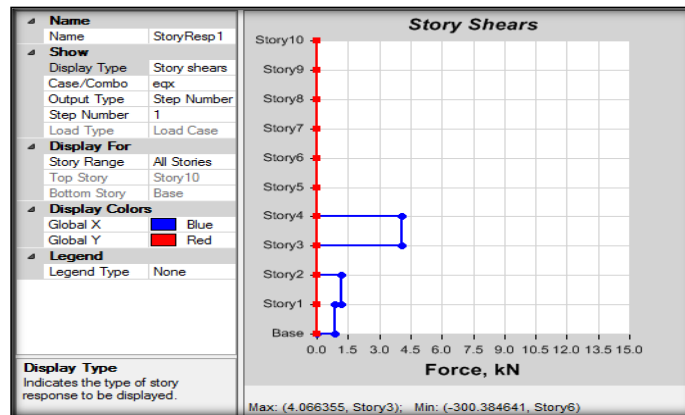 Name
Name StoryResp1
Show
Display Type Story shears
Case/Combo eqx
Output Type Step Number
Step Number 1
Load Type Load Case
Display For
Story Range All Stories
Top Story Story10
Bottom Story Base
Display Colors
Global X Blue
Global Y Red
Legend
Legend Type None
Display Type
Indicates the type of story
response to be displayed.
Story Shears
Story10
Story9
Story8
Story7
Story6
Story5
Story4
Story3
Story2
Story1
Base
0.0 1.5 3.0 4.5 6.0 7.5 9.0 10.5 12.0 13.5 15.0
Force, kN
Max: (4.066355, Story3); Min: (-300.384641, Story6)